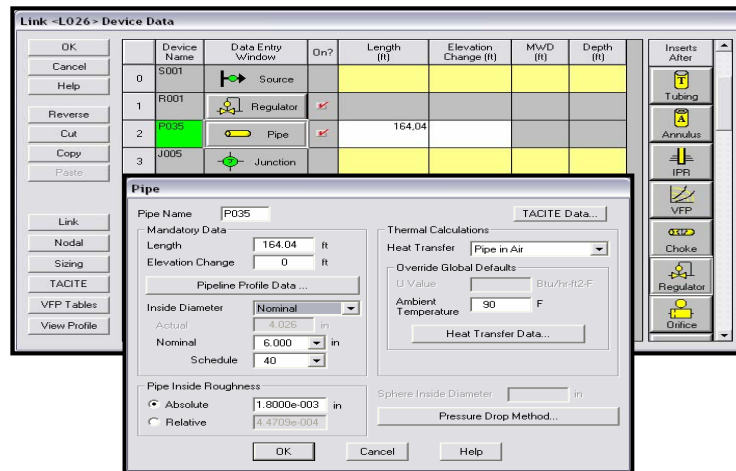 Link <L026> Device Data
OK
Cancel
Help
Reverse
Cut
Copy
Paste
Link
Nodal
Sizing
TACITE
VFP Tables
View Profile
Device Name Data Entry Window On? Length (ft) Elevation Change (ft) MWD (ft) Depth (ft)
0 S001 Source
1 R001 Regulator
2 P035 Pipe 164,04
3 J005 ? Junction
Inserts After
T
Tubing
A
Annulus
IPR
VFP
Choke
Regulator
Orifice
Pipe
Pipe Name P035 TACITE Data...
Mandatory Data
Length 164.04 ft
Elevation Change 0 ft
Pipeline Profile Data ...
Inside Diameter Nominal
Actual 4.026 in
Nominal 6.000 in
Schedule 40
Pipe Inside Roughness
Absolute 1.8000e-003 in
Relative 4.4709e-004
Thermal Calculations
Heat Transfer Pipe in Air
Override Global Defaults
U Value Btu/hr-ft2-F
Ambient Temperature 90 F
Heat Transfer Data...
Sphere Inside Diameter in
Pressure Drop Method...
OK Cancel Help